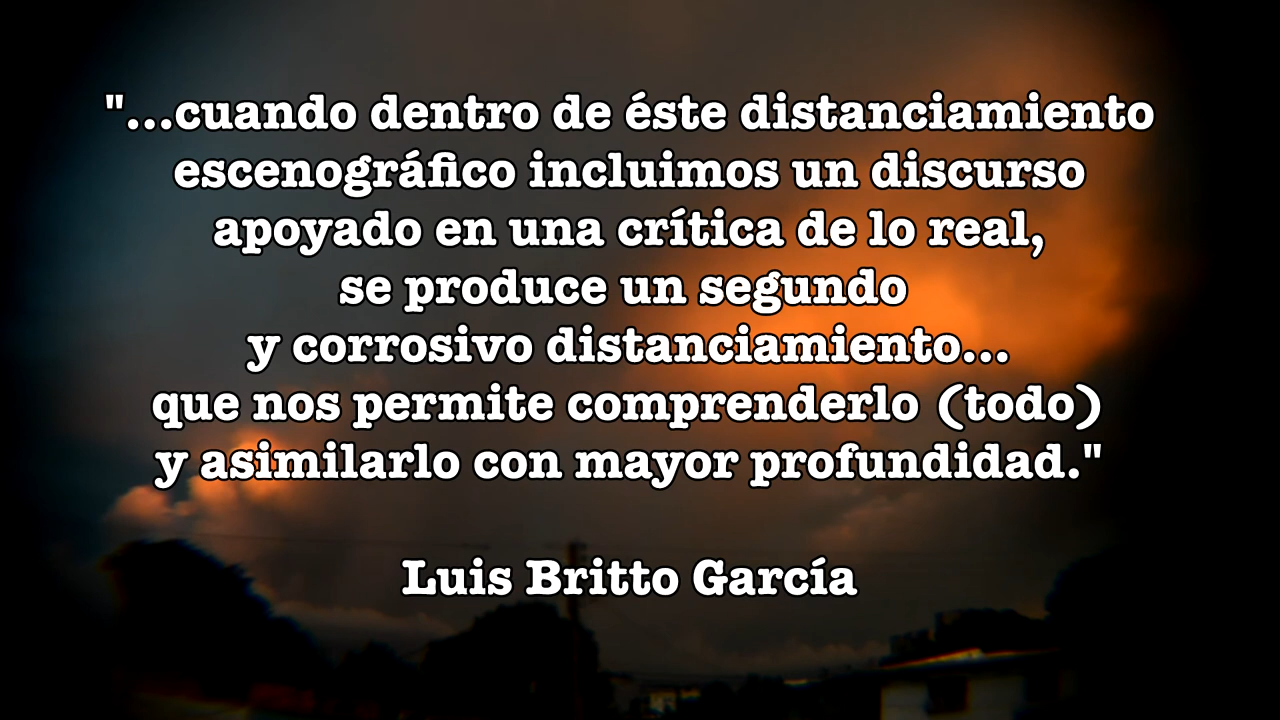 "...cuando dentro de éste distanciamiento
escenográfico incluimos un discurso
apoyado en una crítica de lo real,
se produce un segundo
y corrosivo distanciamiento...
que nos permite comprenderlo (todo)
y asimilarlo con mayor profundidad."
Luis Britto García